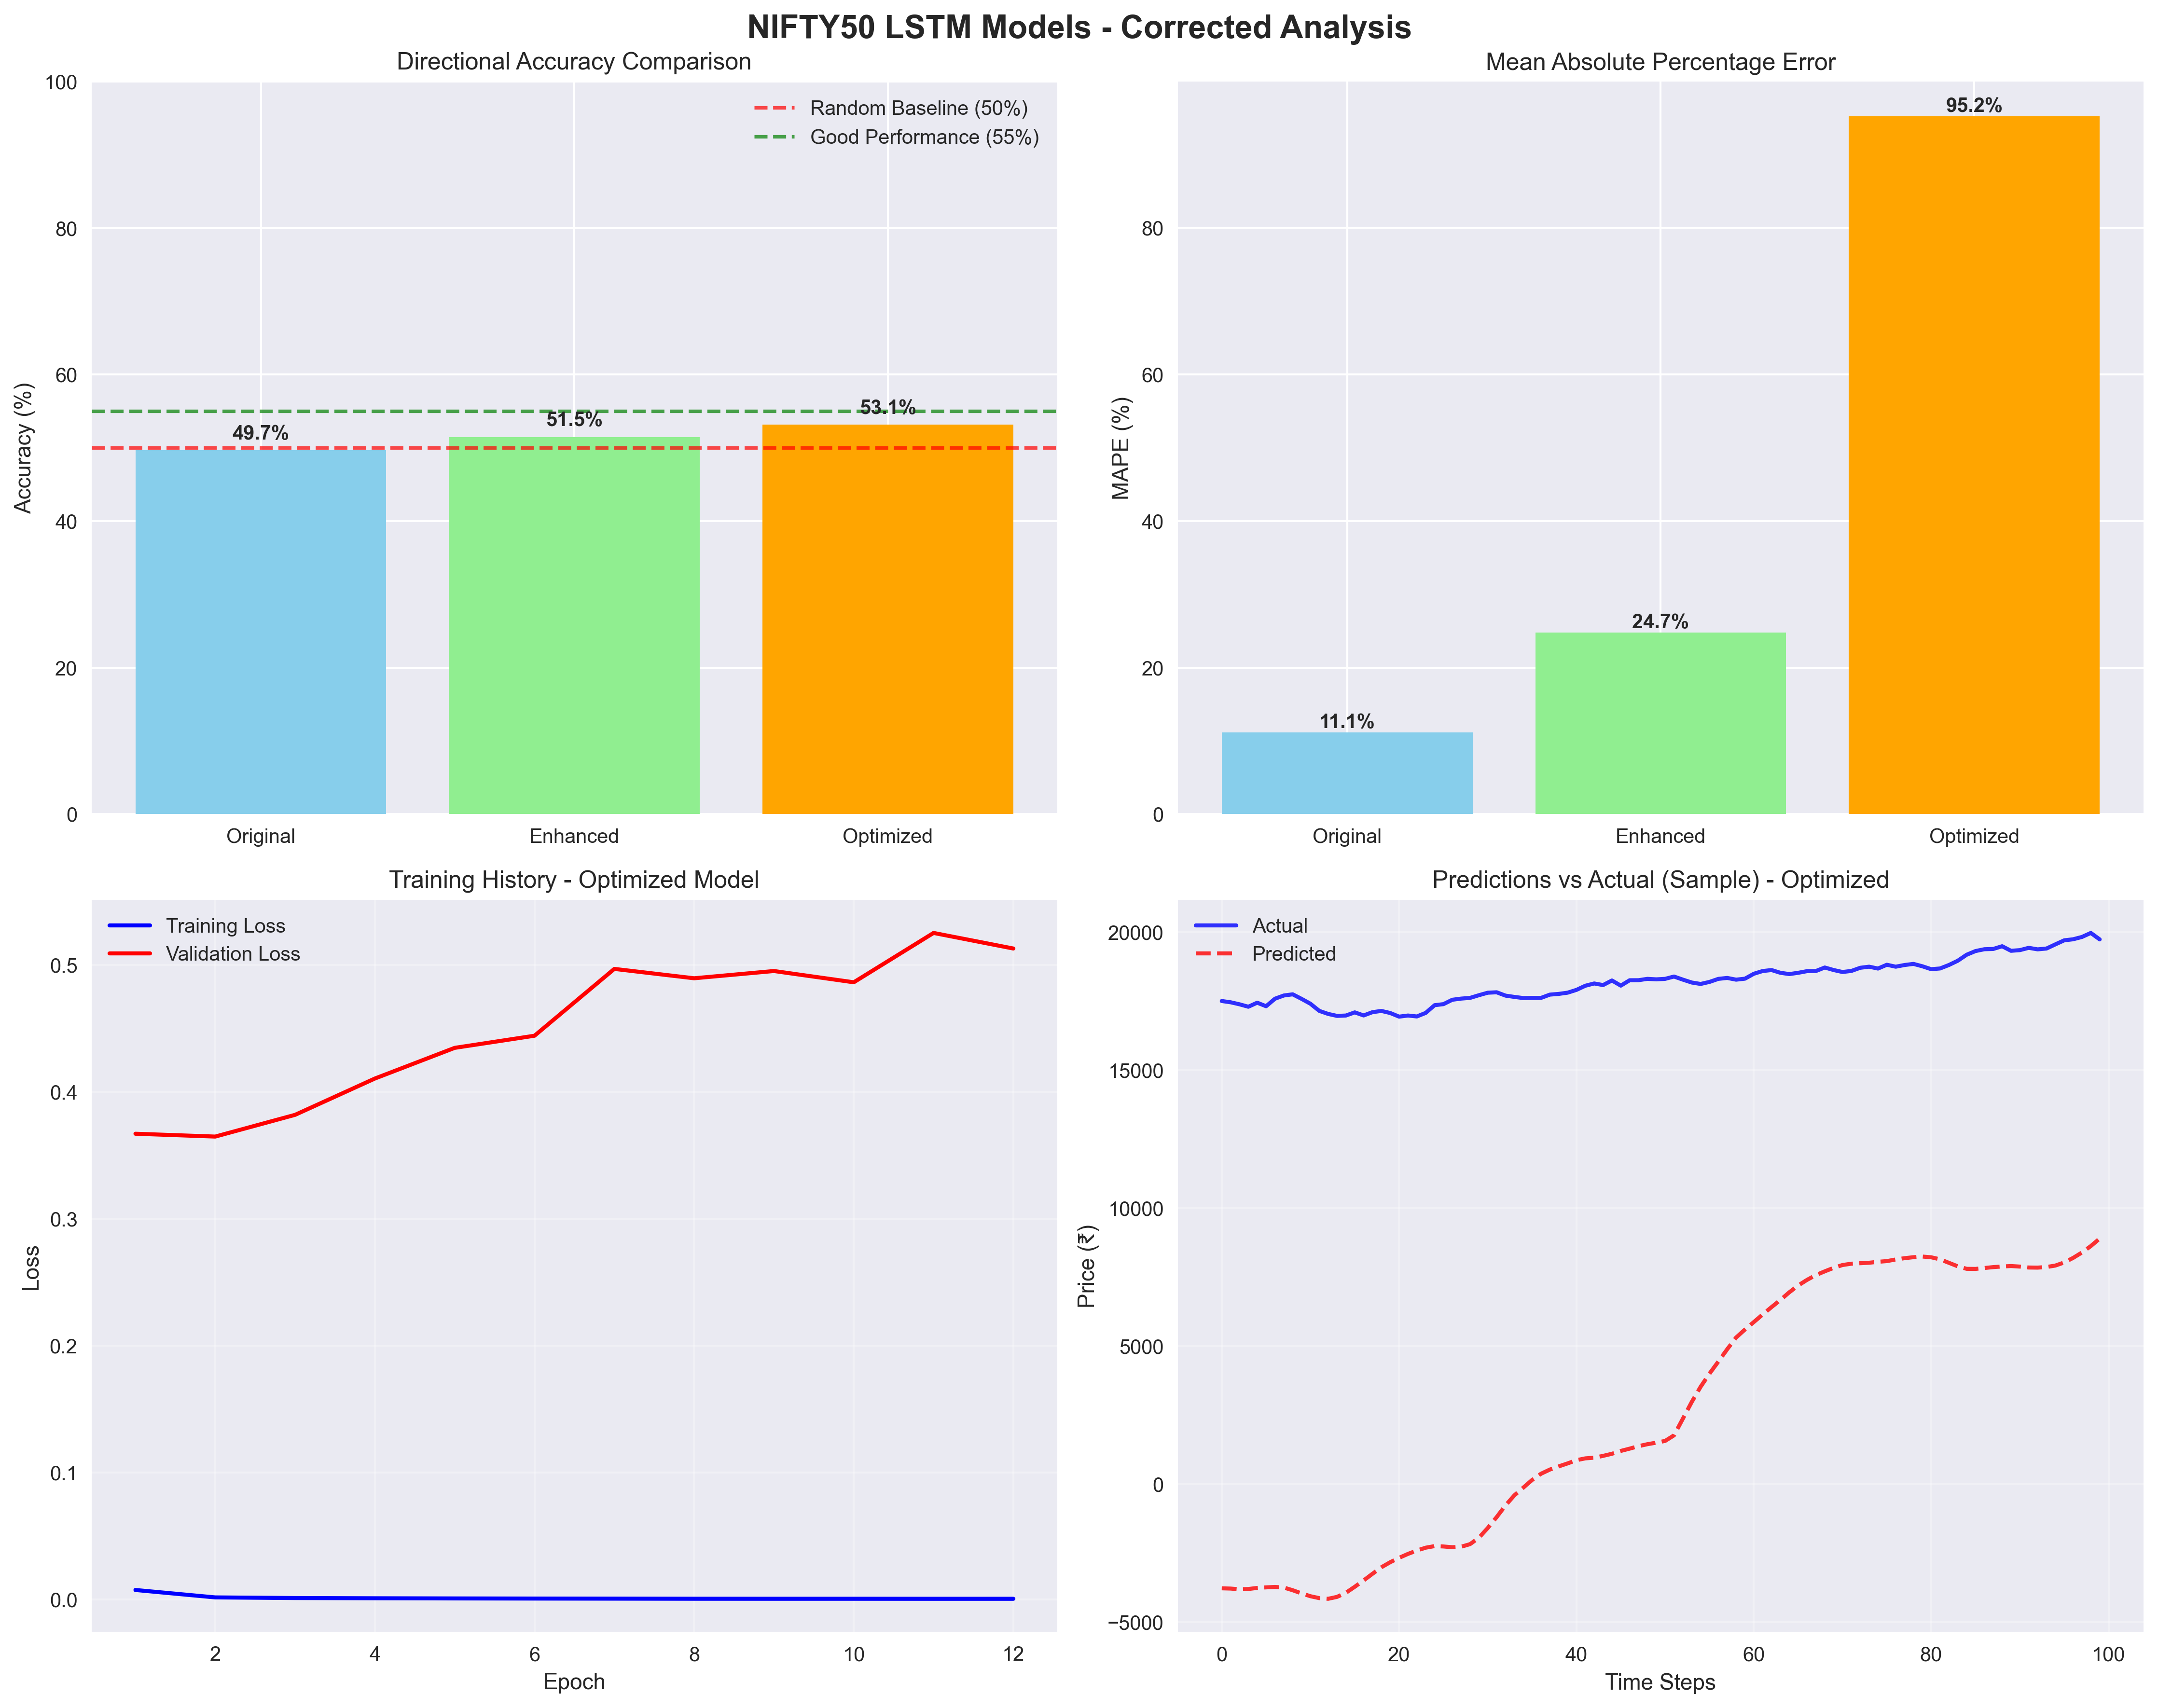 NIFTY50 LSTM Models - Corrected Analysis
Directional Accuracy Comparison
100
80
60
40
20
0
Accuracy (%)
Random Baseline (50%)
Good Performance (55%)
49.7%
51.5%
53.1%
Original
Enhanced
Optimized
Mean Absolute Percentage Error
80
60
40
20
0
MAPE (%)
11.1%
24.7%
95.2%
Original
Enhanced
Optimized
Training History - Optimized Model
Training Loss
Validation Loss
0.5
0.4
0.3
0.2
0.1
0.0
Loss
2
4
6
8
10
12
Epoch
Predictions vs Actual (Sample) - Optimized
Actual
Predicted
20000
15000
10000
5000
0
−5000
Price (₹)
0
20
40
60
80
100
Time Steps